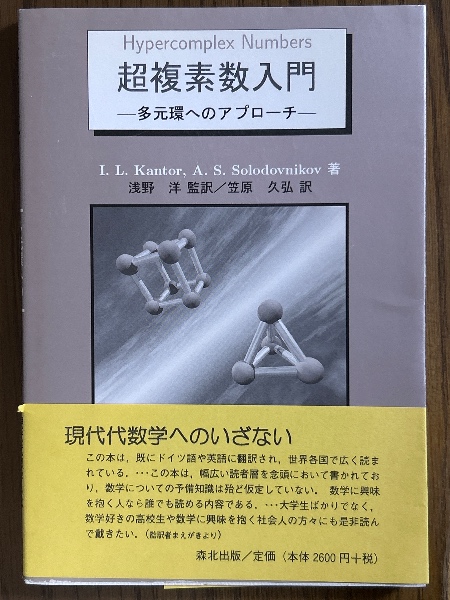 Hypercomplex Numbers
超複素数入門
—多元環へのアプローチ—
I. L. Kantor, A. S. Solodovnikov 著
浅野 洋 監訳／笠原 久弘 訳
現代代数学へのいざない
この本は，既にドイツ語や英語に翻訳され，世界各国で広く読ま
れている．･･･この本は，幅広い読者層を念頭において書かれてお
り，数学についての予備知識は殆ど仮定していない． 数学に興味
を抱く人なら誰でも読める内容である．･･･大学生ばかりでなく，
数学好きの高校生や数学に興味を抱く社会人の方々にも是非読ん
で戴きたい．（監訳者まえがきより）
森北出版／定価（本体2600円+税）